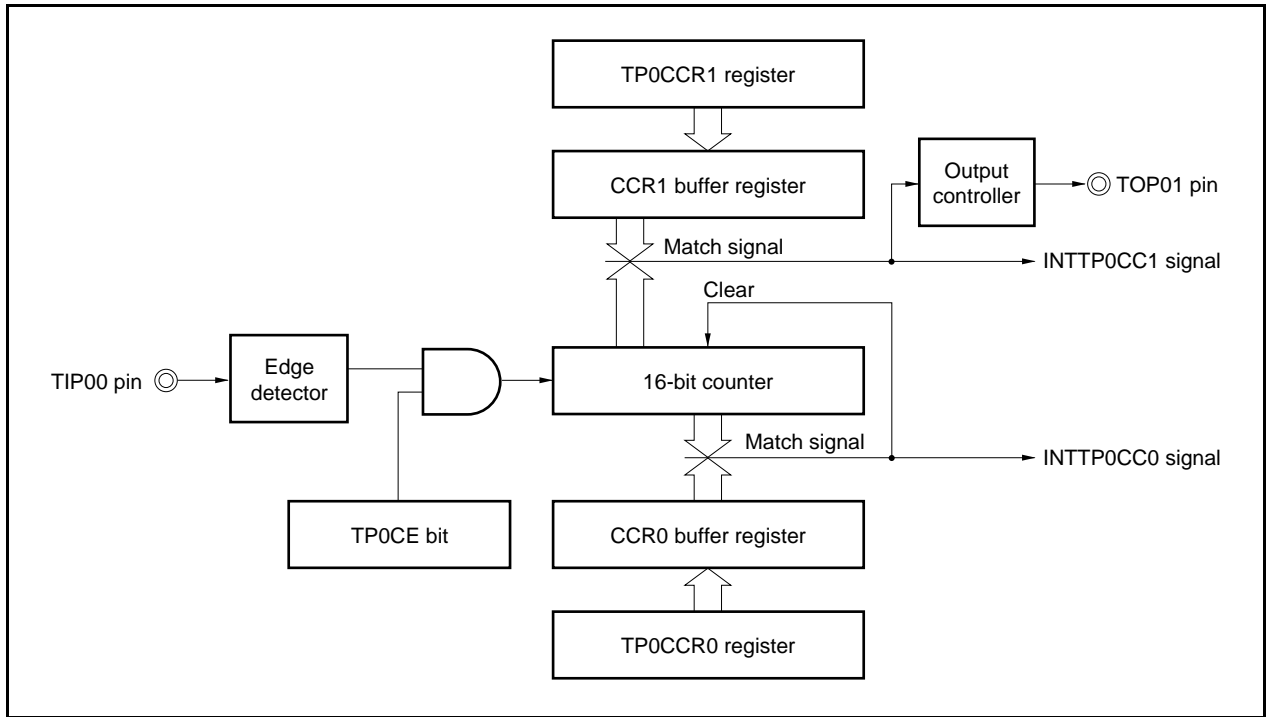 TP0CCR1 register
CCR1 buffer register
Output
controller
TOP01 pin
Match signal
INTTP0CC1 signal
Clear
TIP00 pin
Edge
detector
16-bit counter
Match signal
INTTP0CC0 signal
TP0CE bit
CCR0 buffer register
TP0CCR0 register